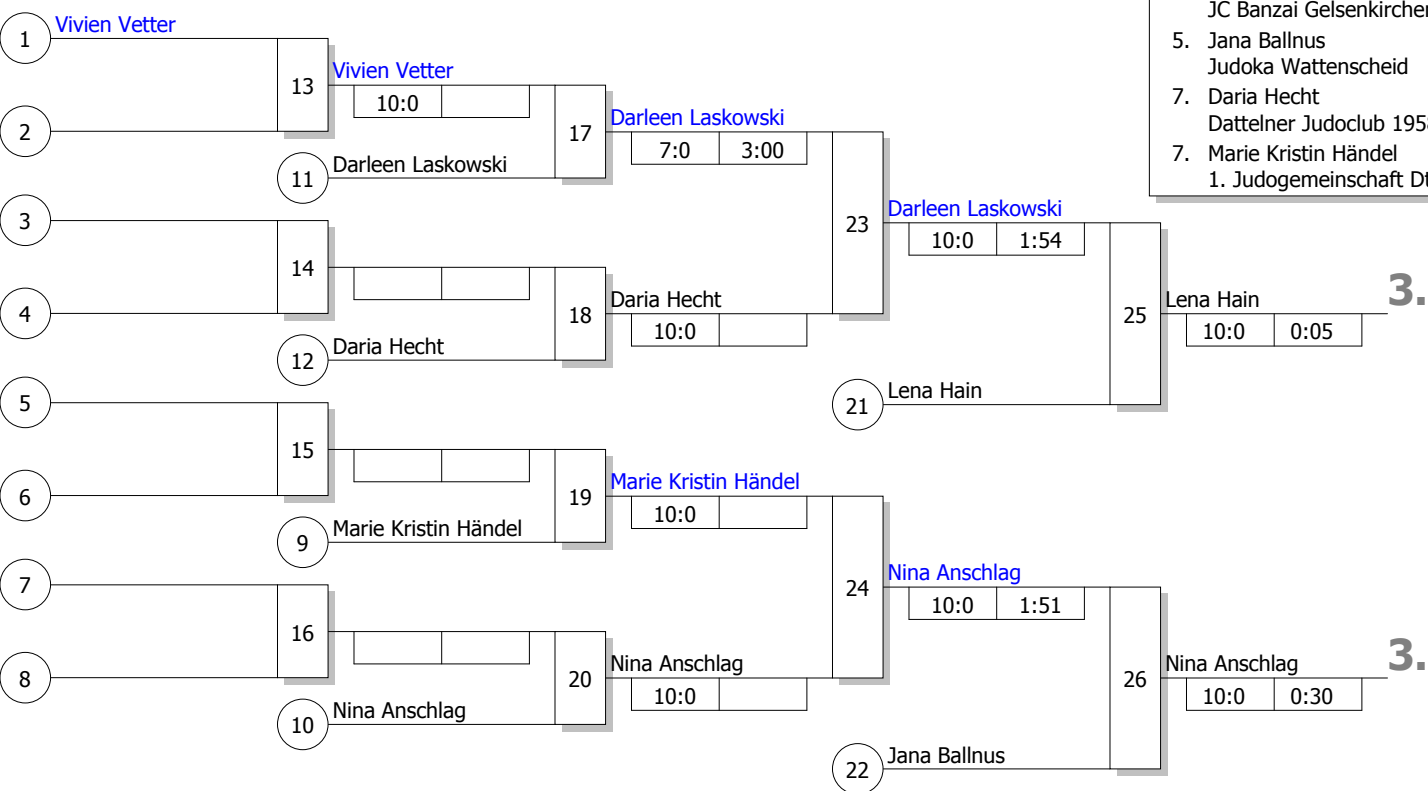 JC Banzai Gelsenkirchen
5. Jana Ballnus
Judoka Wattenscheid
7. Daria Hecht
Dattelner Judoclub
7. Marie Kristin Händel
1. Judogemeinschaft
1 Vivien Vetter
2
13 Vivien Vetter
10:0
11 Darleen Laskowski
17 Darleen Laskowski
7:0 3:00
3
4
14
12 Daria Hecht
18 Daria Hecht
10:0
23 Darleen Laskowski
10:0 1:54
21 Lena Hain
25 Lena Hain
10:0 0:05
3.
5
6
15
9 Marie Kristin Händel
19 Marie Kristin Händel
10:0
7
8
16
10 Nina Anschlag
20 Nina Anschlag
10:0
24 Nina Anschlag
10:0 1:51
22 Jana Ballnus
26 Nina Anschlag
10:0 0:30
3.